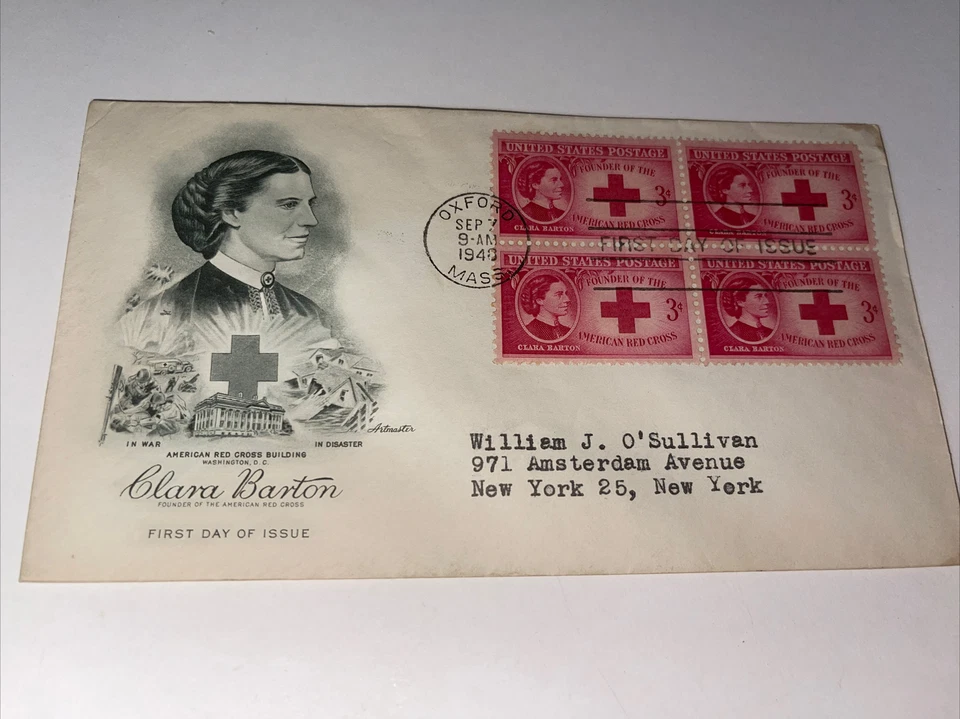 UNITED STATES POSTAGE
FOUNDER OF THE
3¢
CLARA BARTON
AMERICAN RED CROSS
UNITED STATES POSTAGE
FOUNDER OF THE
3¢
AMERICAN RED CROSS
OXFORD
SEP 7
9-AM
1948
MASS.
FIRST DAY OF ISSUE
UNITED STATES POSTAGE
FOUNDER OF THE
3¢
CLARA BARTON
AMERICAN RED CROSS
UNITED STATES POSTAGE
FOUNDER OF THE
3¢
CLARA BARTON
AMERICAN RED CROSS
Artmaster
IN WAR
IN DISASTER
AMERICAN RED CROSS BUILDING
WASHINGTON, D. C.
Clara Barton
FOUNDER OF THE AMERICAN RED CROSS
FIRST DAY OF ISSUE
William J. O'Sullivan
971 Amsterdam Avenue
New York 25, New York